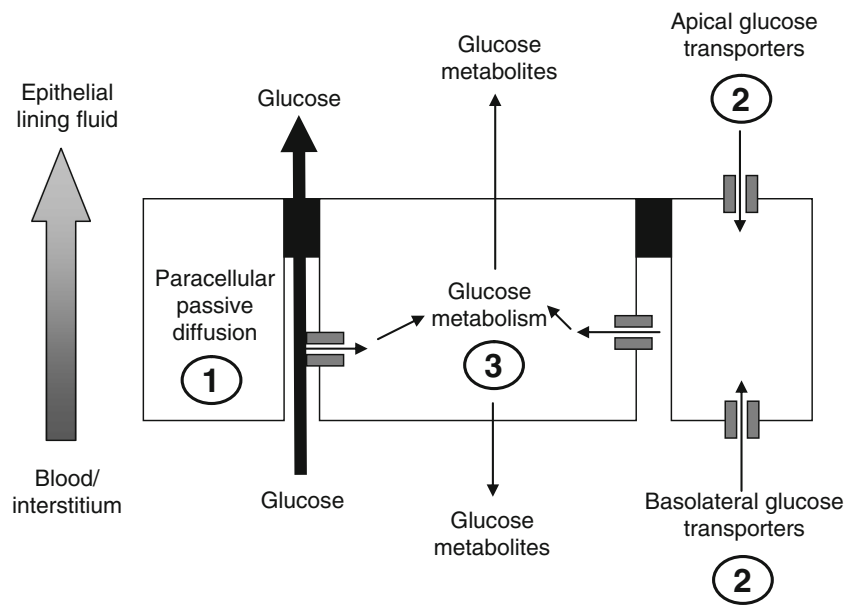 Apical glucose
transporters
2
Glucose
metabolites
Epithelial
lining fluid
Glucose
Paracellular
passive
diffusion
1
Glucose
metabolism
3
Blood/
interstitium
Glucose
Glucose
metabolites
Basolateral glucose
transporters
2